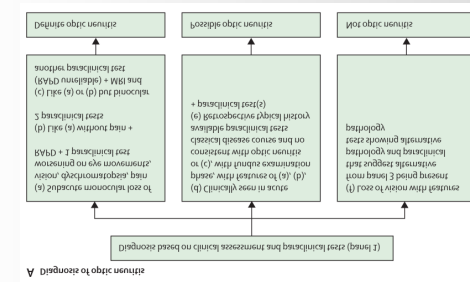 A Diagnosis of optic neuritis
Diagnosis based on clinical assessment and paraclinical tests (panel 1)
(a) Subacute monocular loss of
vision, dyschromatopsia, pain
worsening on eye movements,
RAPD + 1 paraclinical test
(b) Like (a) without pain +
2 paraclinical tests
(c) Like (a) or (b) but binocular
(RAPD unreliable) + MRI and
another paraclinical test
(d) Clinically seen in acute
phase, with features of (a), (b),
or (c), with fundus examination
consistent with optic neuritis
classical disease course and no
available paraclinical tests
(e) Retrospective typical history
+ paraclinical test(s)
(f) Loss of vision with features
from panel 3 being present
that suggest alternative
pathology and paraclinical
tests showing alternative
pathology
Definite optic neuritis
Possible optic neuritis
Not optic neuritis